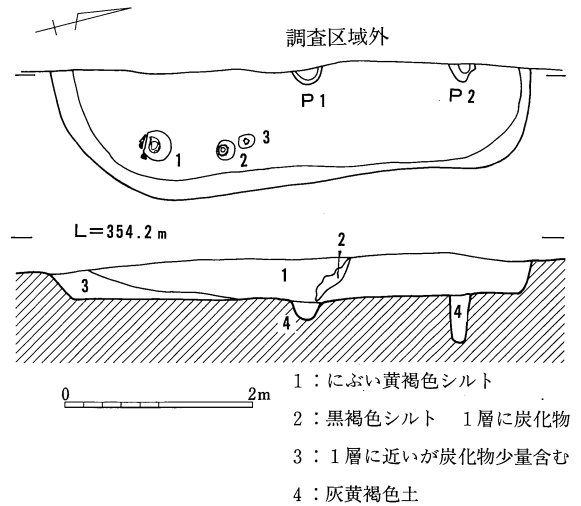 調査区域外
P1
P2
1
2
3
L=354.2m
2
1
3
4
4
0
2m
1:にぶい黄褐色シルト
2:黒褐色シルト 1層に炭化物
3:1層に近いが炭化物少量含む
4:灰黄褐色土